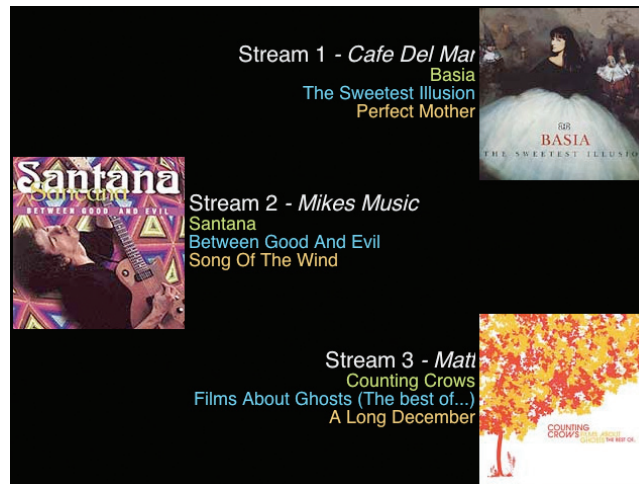 Stream 1 - Cafe Del Mar
Basia
The Sweetest Illusion
Perfect Mother
BASIA
THE SWEETEST ILLUSIO
Santana
Santana
BETWEEN GOOD AND EVIL
Stream 2 - Mikes Music
Santana
Between Good And Evil
Song Of The Wind
Stream 3 - Matt
Counting Crows
Films About Ghosts (The best of...)
A Long December
COUNTING
CROWS FILMS ABOUT
GHOSTS THE BEST OF...